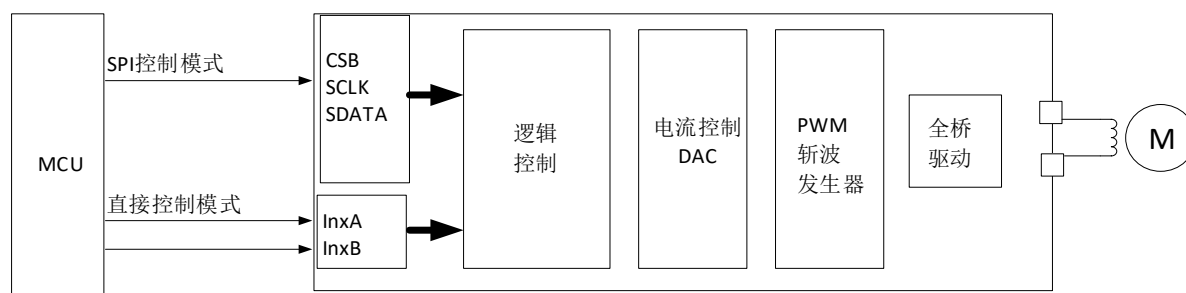 MCU
SPI控制模式
直接控制模式
CSB
SCLK
SDATA
InxA
InxB
逻辑
控制
电流控制
DAC
PWM
斩波
发生器
全桥
驱动
M